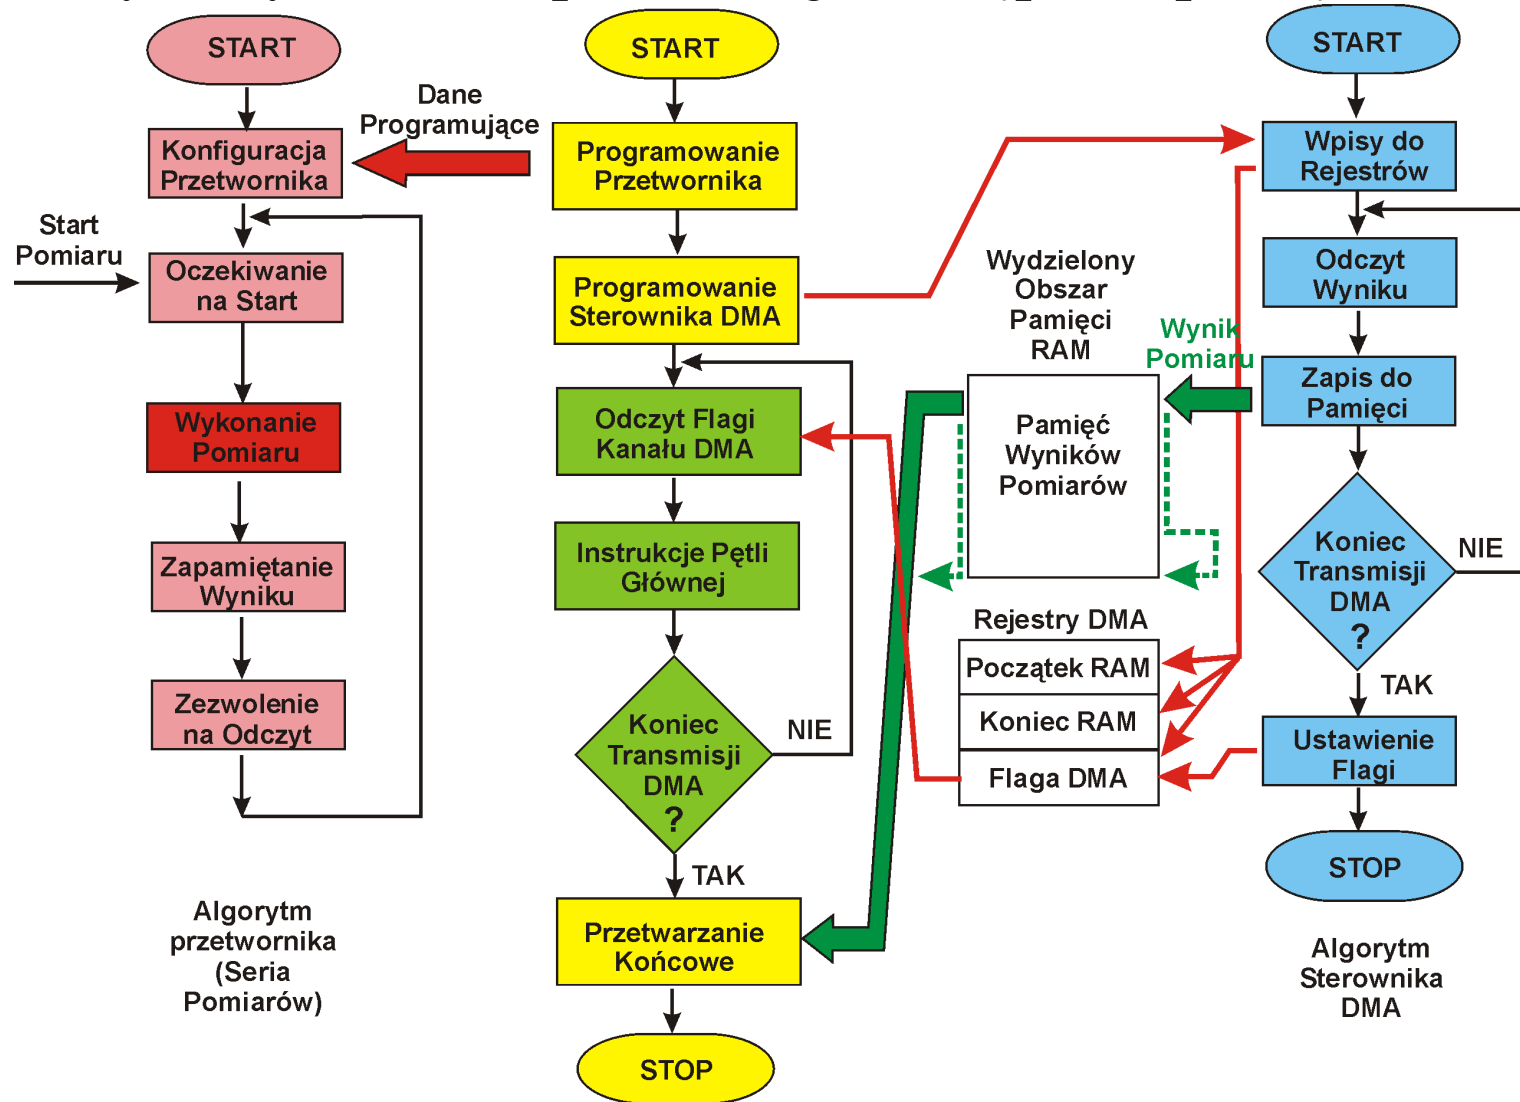 START
Konfiguracja
Przetwornika
Start
Pomiaru
Oczekiwanie
na Start
Wykonanie
Pomiaru
Zapamiętanie
Wyniku
Zezwolenie
na Odczyt
Algorytm
przetwornika
(Seria
Pomiarów)
Dane
Programujące
START
Programowanie
Przetwornika
Programowanie
Sterownika DMA
Odczyt Flagi
Kanału DMA
Instrukcje Pętli
Głównej
Koniec
Transmisji
DMA
?
NIE
TAK
Przetwarzanie
Końcowe
STOP
Wydzielony
Obszar
Pamięci
RAM
Wynik
Pomiaru
Pamięć
Wyników
Pomiarów
Rejestry DMA
Początek RAM
Koniec RAM
Flaga DMA
START
Wpisy do
Rejestrów
Odczyt
Wyniku
Zapis do
Pamięci
Koniec
Transmisji
DMA
?
NIE
TAK
Ustawienie
Flagi
STOP
Algorytm
Sterownika
DMA